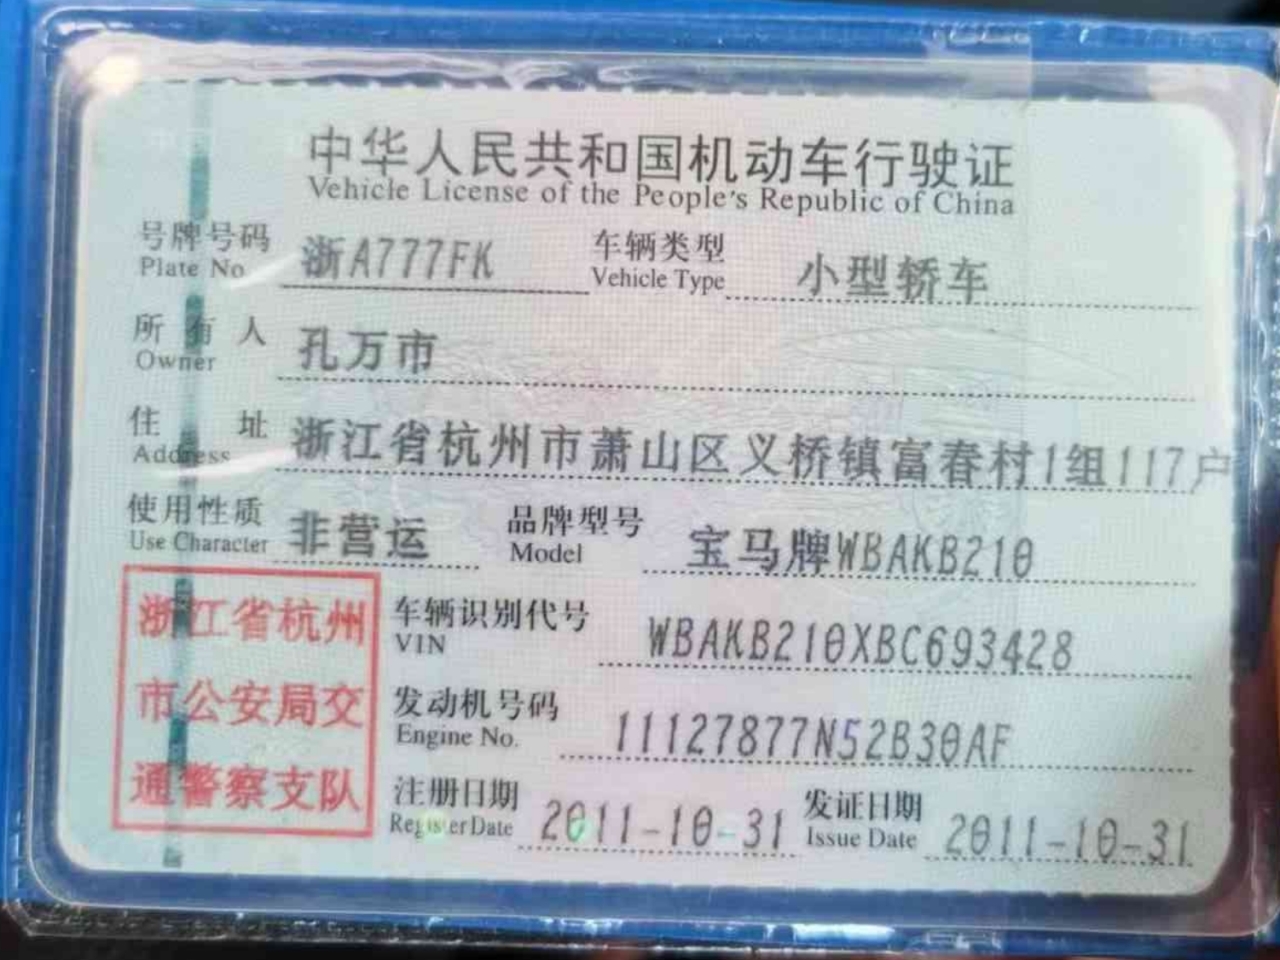 中华人民共和国机动车行驶证
Vehicle License of the People's Republic of China
号牌号码 浙A777FK 车辆类型 小型轿车
Plate No. Vehicle Type
所有人 孔万市
Owner
住址 浙江省杭州市萧山区义桥镇富春村1组117户
Address
使用性质 非营运 品牌型号 宝马牌WBAKB210
Use Character Model
浙江省杭州 车辆识别代号 WBAKB210XBC693428
VIN
市公安局交 发动机号码 11127877N52B30AF
Engine No.
通警察支队 注册日期 2011-10-31 发证日期 2011-10-31
Register Date Issue Date